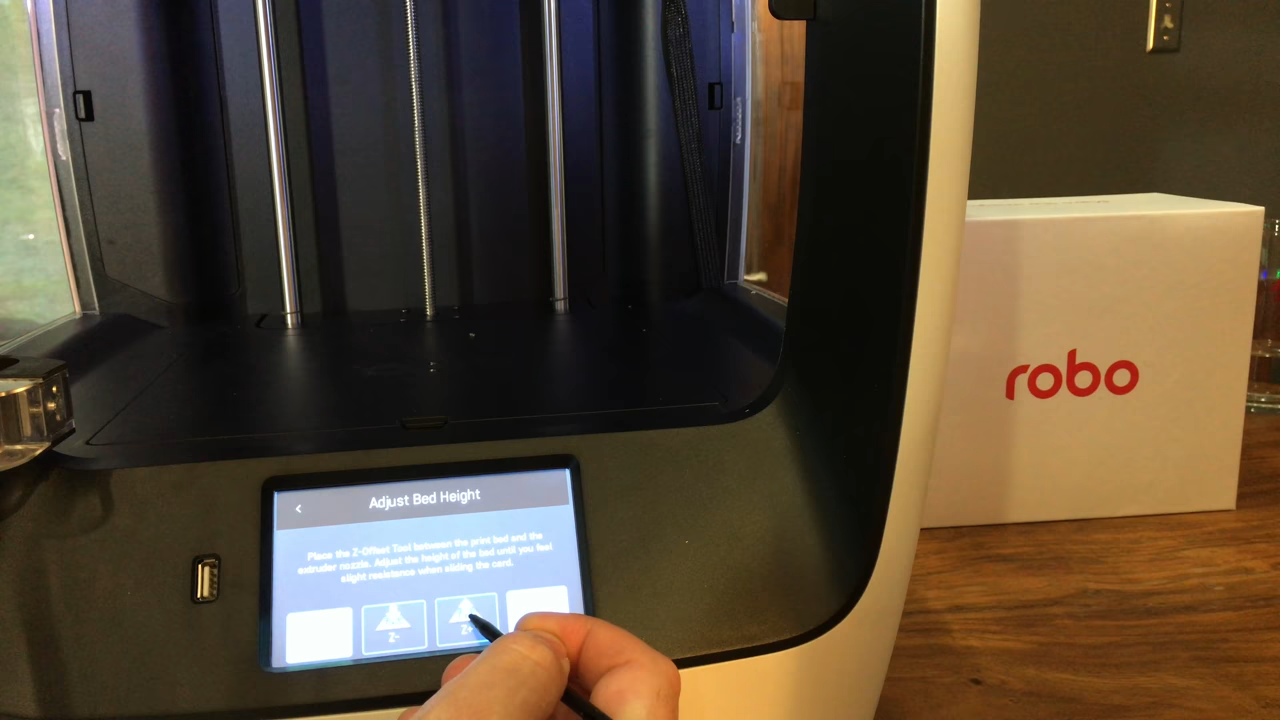 Adjust Bed Height
Place the Z-Offset Tool between the print bed and the
extruder nozzle. Adjust the height of the bed until you feel
slight resistance when sliding the card.
Z-
robo